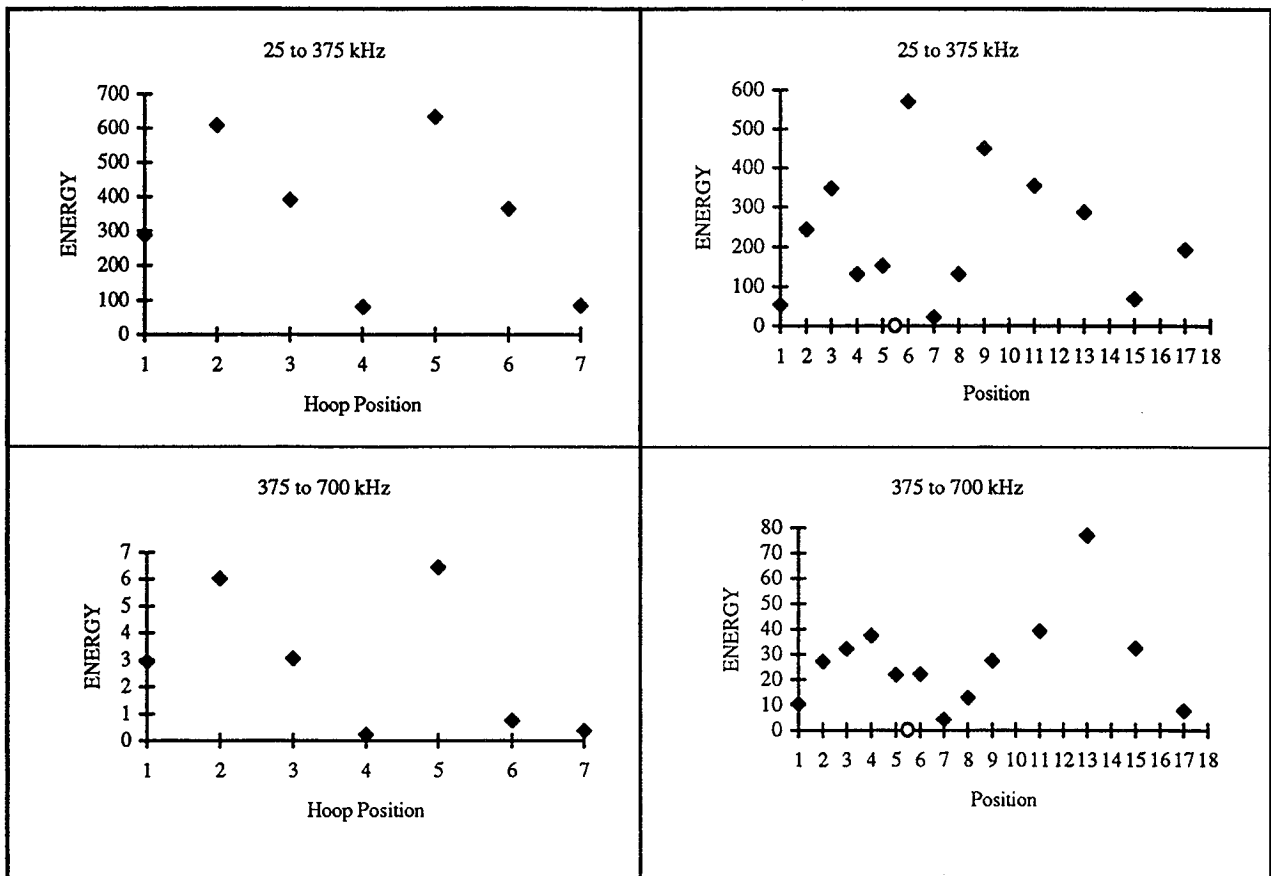 25 to 375 kHz
700
600
500
400
300
200
100
0
ENERGY
1 2 3 4 5 6 7
Hoop Position
25 to 375 kHz
600
500
400
300
200
100
0
ENERGY
1 2 3 4 5 6 7 8 9 10 11 12 13 14 15 16 17 18
Position
375 to 700 kHz
7
6
5
4
3
2
1
0
ENERGY
1 2 3 4 5 6 7
Hoop Position
375 to 700 kHz
80
70
60
50
40
30
20
10
0
ENERGY
1 2 3 4 5 6 7 8 9 10 11 12 13 14 15 16 17 18
Position